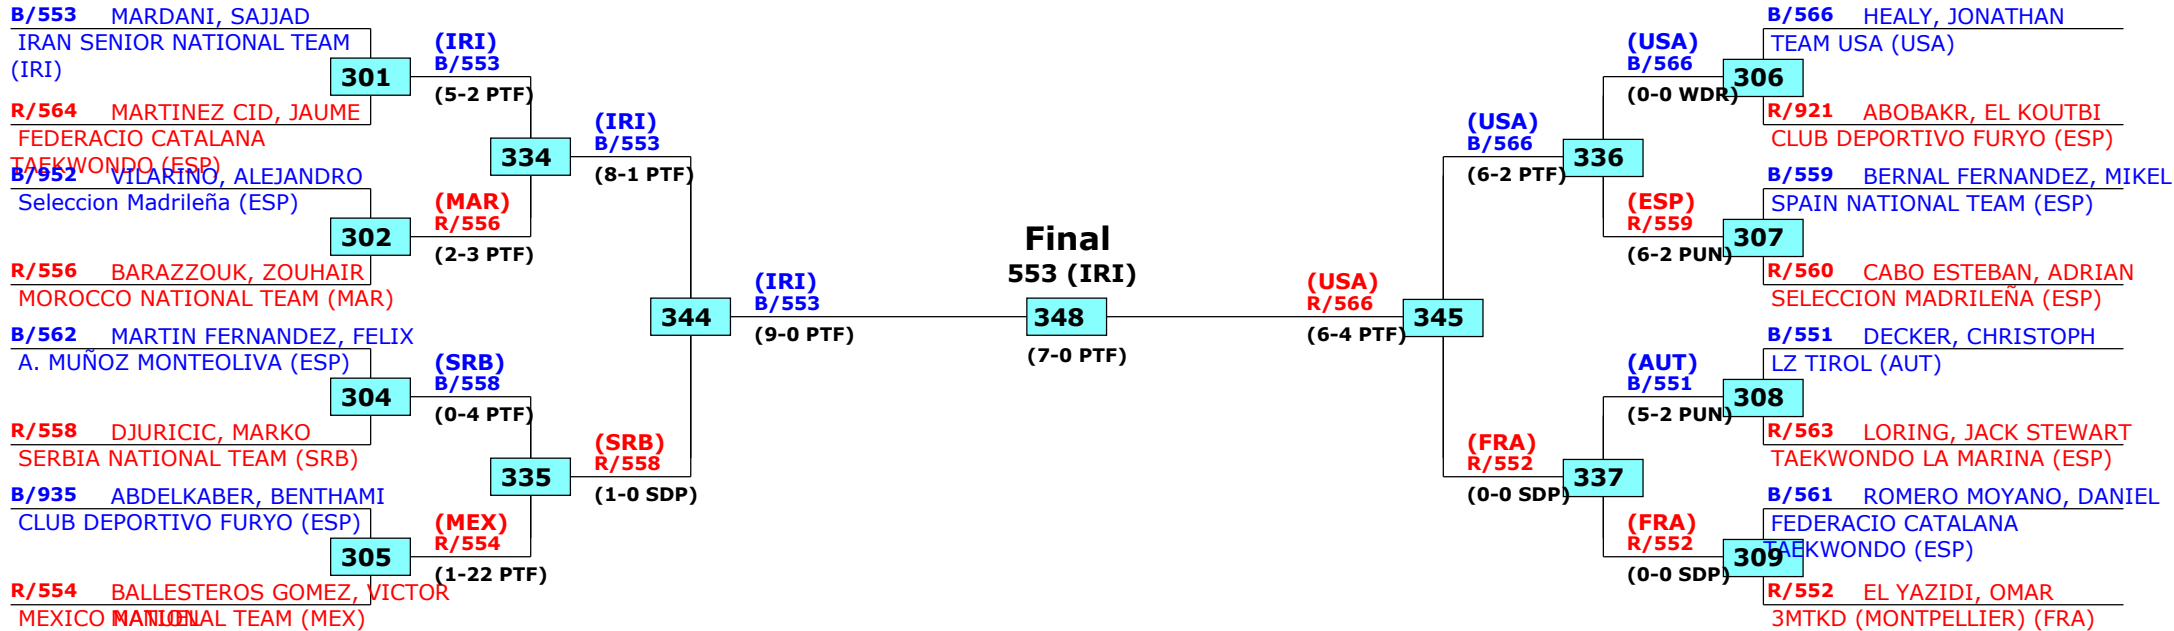 B/553 MARDANI, SAJJAD
IRAN SENIOR NATIONAL TEAM
(IRI)
301
R/564 MARTINEZ CID, JAUME
FEDERACIO CATALANA
TAEKWONDO (ESP)
(IRI)
B/553
(5-2 PTF)
B/952 VILARIÑO, ALEJANDRO
Seleccion Madrileña (ESP)
302
R/556 BARAZZOUK, ZOUHAIR
MOROCCO NATIONAL TEAM (MAR)
(MAR)
R/556
(2-3 PTF)
334
(IRI)
B/553
(8-1 PTF)
B/562 MARTIN FERNANDEZ, FELIX
A. MUÑOZ MONTEOLIVA (ESP)
304
R/558 DJURICIC, MARKO
SERBIA NATIONAL TEAM (SRB)
(SRB)
B/558
(0-4 PTF)
B/935 ABDELKABER, BENTHAMI
CLUB DEPORTIVO FURYO (ESP)
305
R/554 BALLESTEROS GOMEZ, VICTOR
MANUEL
MEXICO NATIONAL TEAM (MEX)
(MEX)
R/554
(1-22 PTF)
335
(SRB)
R/558
(1-0 SDP)
344
(IRI)
B/553
(9-0 PTF)
Final
553 (IRI)
348
(7-0 PTF)
(USA)
R/566
(6-4 PTF)
345
(USA)
B/566
(6-2 PTF)
336
(USA)
B/566
(0-0 WDR)
306
B/566 HEALY, JONATHAN
TEAM USA (USA)
R/921 ABOBAKR, EL KOUTBI
CLUB DEPORTIVO FURYO (ESP)
(ESP)
R/559
(6-2 PUN)
307
B/559 BERNAL FERNANDEZ, MIKEL
SPAIN NATIONAL TEAM (ESP)
R/560 CABO ESTEBAN, ADRIAN
SELECCION MADRILEÑA (ESP)
(FRA)
R/552
(0-0 SDP)
337
(AUT)
B/551
(5-2 PUN)
308
B/551 DECKER, CHRISTOPH
LZ TIROL (AUT)
R/563 LORING, JACK STEWART
TAEKWONDO LA MARINA (ESP)
(FRA)
R/552
(0-0 SDP)
309
B/561 ROMERO MOYANO, DANIEL
FEDERACIO CATALANA
TAEKWONDO (ESP)
R/552 EL YAZIDI, OMAR
3MTKD (MONTPELLIER) (FRA)